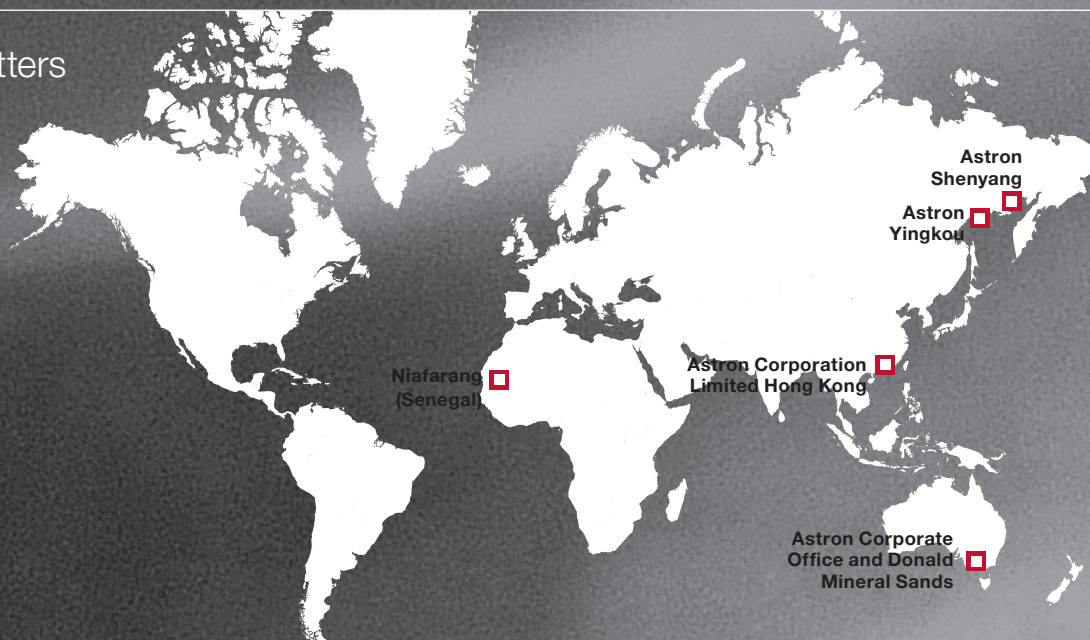 tters
Astron
Shenyang
Astron
Yingkou
Niafarang
(Senegal)
Astron Corporation
Limited Hong Kong
Astron Corporate
Office and Donald
Mineral Sands